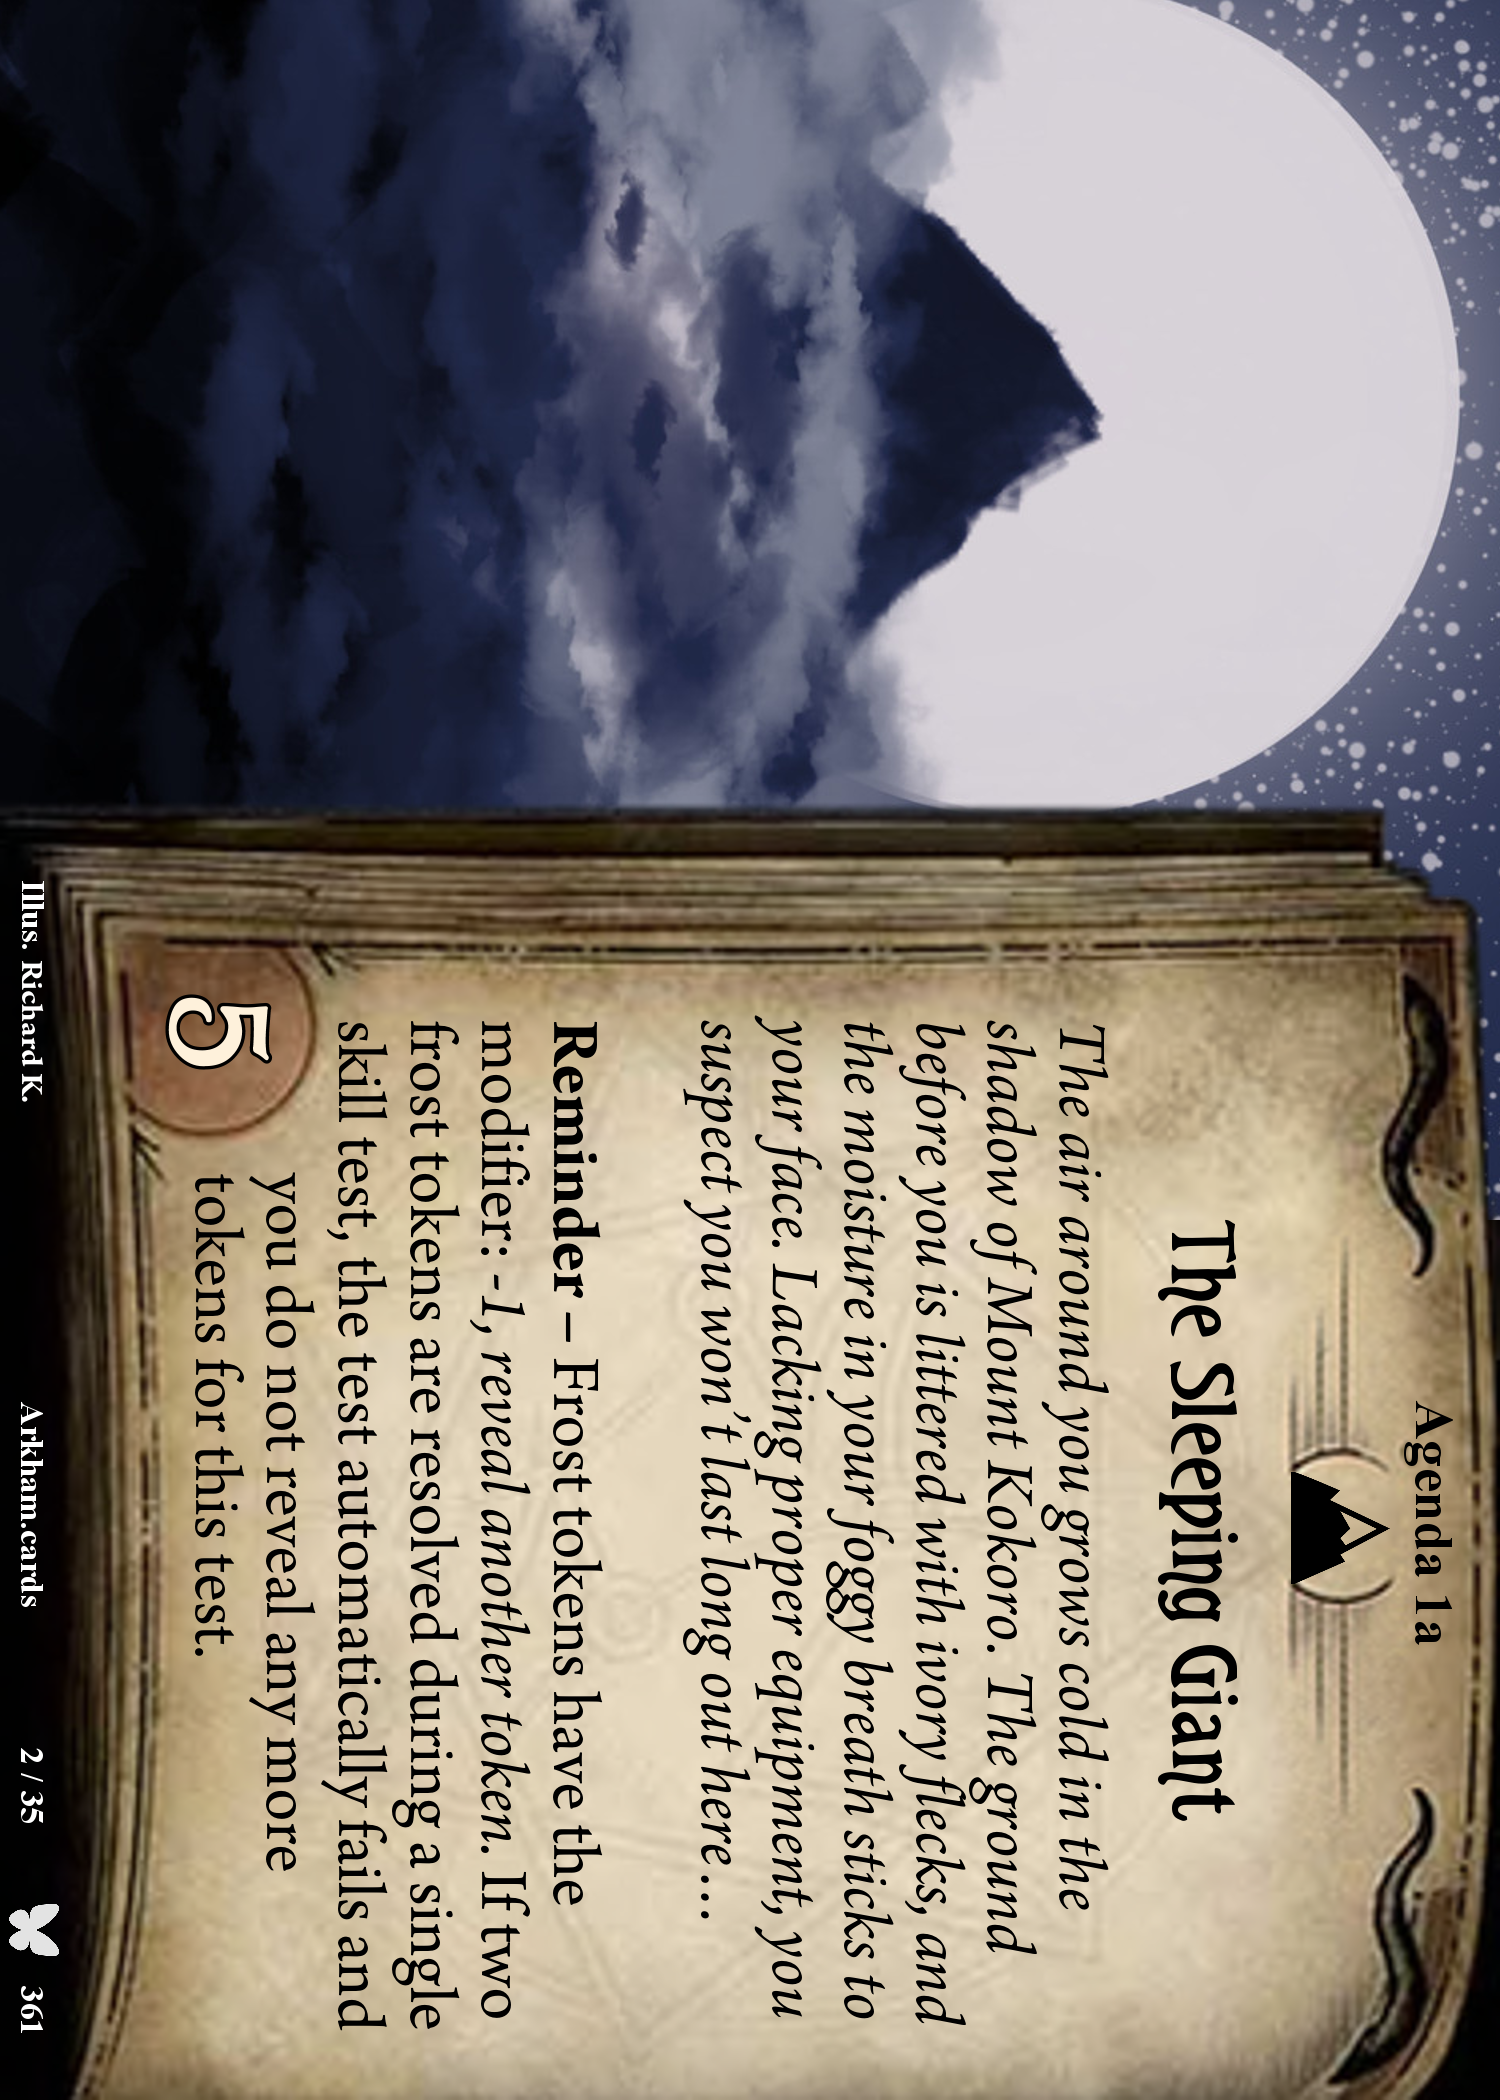 Agenda 1a
The Sleeping Giant
The air around you grows cold in the
shadow of Mount Kokoro. The ground
before you is littered with ivory flecks, and
the moisture in your foggy breath sticks to
your face. Lacking proper equipment, you
suspect you won't last long out here…
Reminder – Frost tokens have the
modifier: -1, reveal another token. If two
frost tokens are resolved during a single
skill test, the test automatically fails and
you do not reveal any more
tokens for this test.
5
Illus. Richard K.
Arkham.cards
2 / 35
361